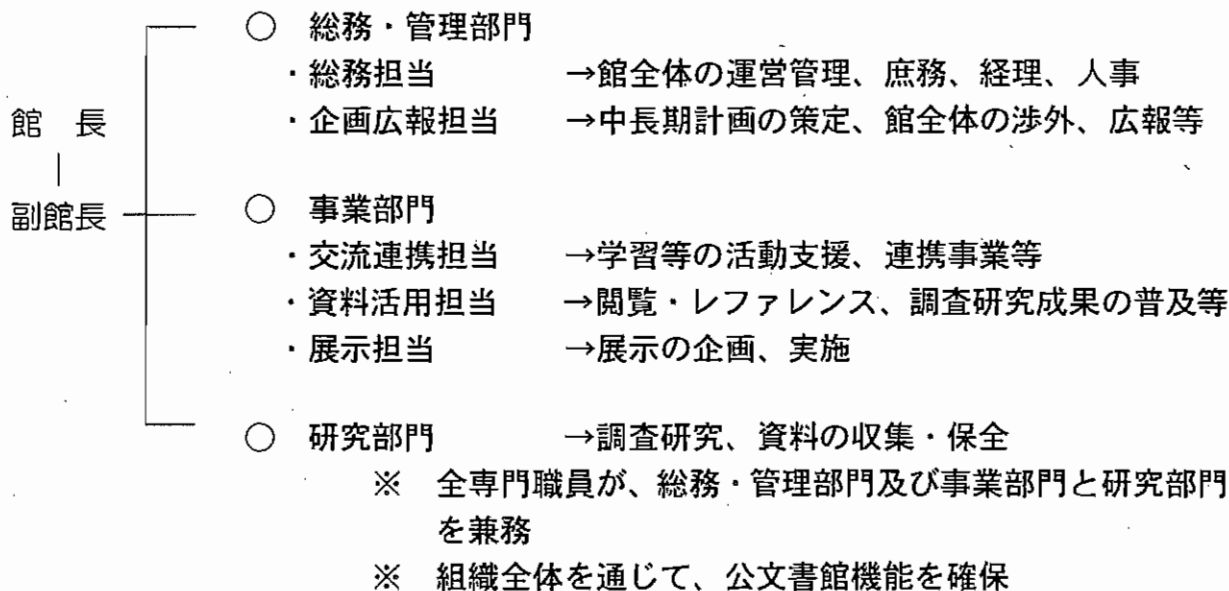 ○ 総務・管理部門
・総務担当 →館全体の運営管理、庶務、経理、人事
館 長
・企画広報担当 →中長期計画の策定、館全体の渉外、広報等
副館長
○ 事業部門
・交流連携担当 →学習等の活動支援、連携事業等
・資料活用担当 →閲覧・レファレンス、調査研究成果の普及等
・展示担当 →展示の企画、実施
○ 研究部門 →調査研究、資料の収集・保全
※ 全専門職員が、総務・管理部門及び事業部門と研究部門
を兼務
※ 組織全体を通じて、公文書館機能を確保